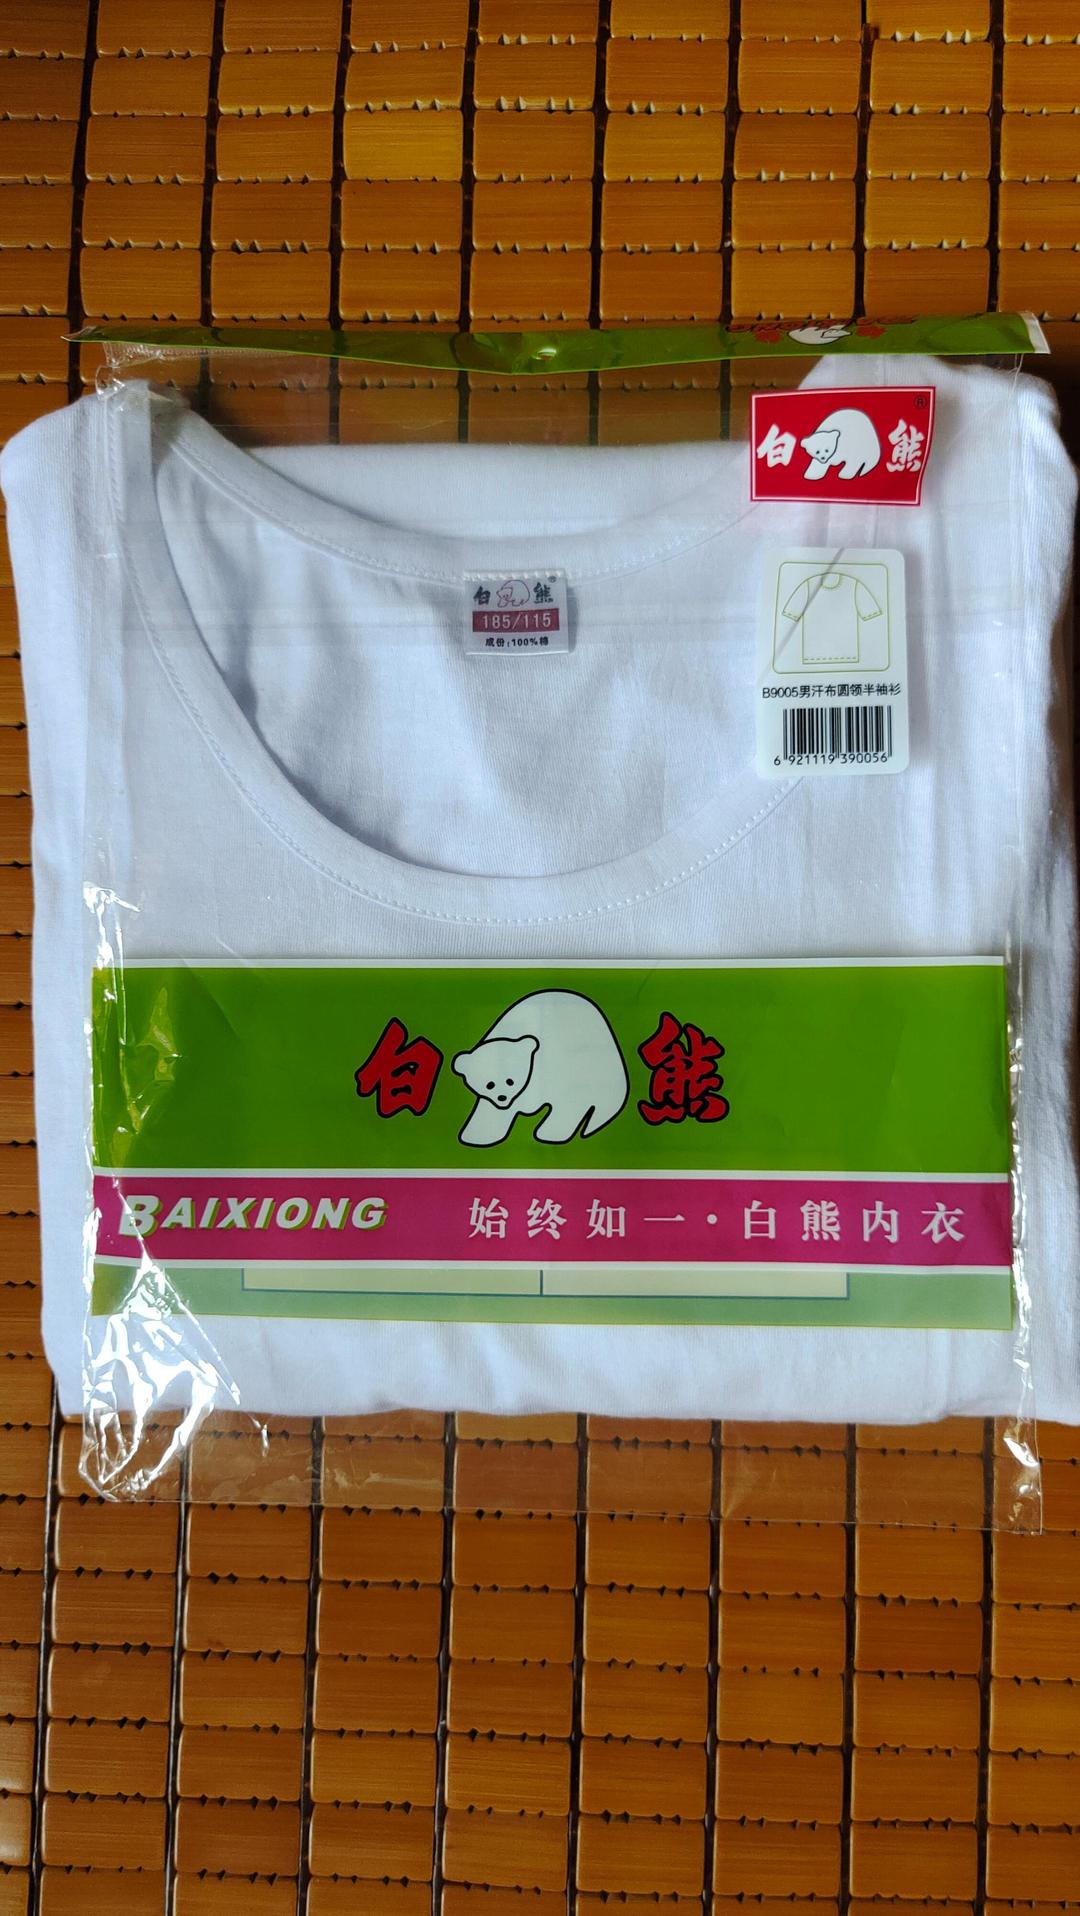 白熊®
白熊®
185/115
成份:100%棉
B9005男汗布圆领半袖衫
6 921119 390056
白熊
BAIXIONG
始终如一·白熊内衣